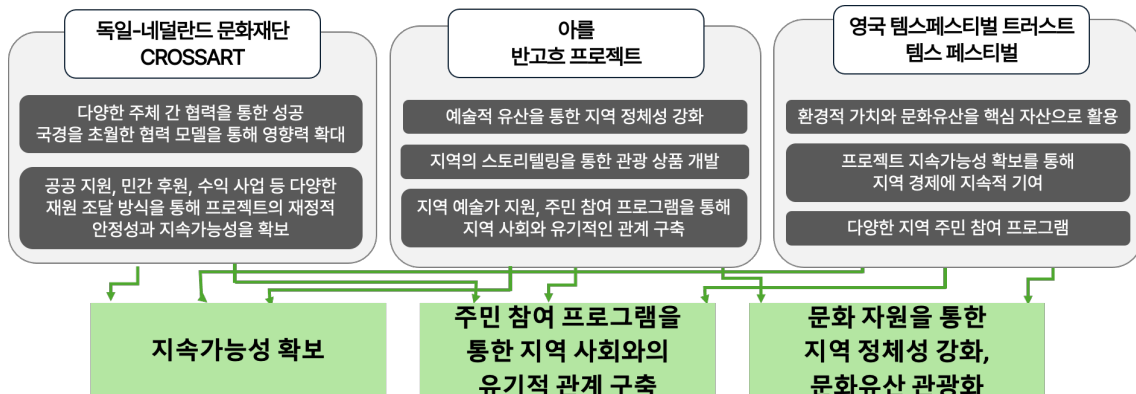 독일-네덜란드 문화재단
CROSSART
다양한 주체 간 협력을 통한 성공
국경을 초월한 협력 모델을 통해 영향력 확대
공공 지원, 민간 후원, 수익 사업 등 다양한
재원 조달 방식을 통해 프로젝트의 재정적
안정성과 지속가능성을 확보
아를
반고흐 프로젝트
예술적 유산을 통한 지역 정체성 강화
지역의 스토리텔링을 통한 관광 상품 개발
지역 예술가 지원, 주민 참여 프로그램을 통해
지역 사회와 유기적인 관계 구축
영국 템스페스티벌 트러스트
템스 페스티벌
환경적 가치와 문화유산을 핵심 자산으로 활용
프로젝트 지속가능성 확보를 통해
지역 경제에 지속적 기여
다양한 지역 주민 참여 프로그램
지속가능성 확보
주민 참여 프로그램을
통한 지역 사회와의
유기적 관계 구축
문화 자원을 통한
지역 정체성 강화,
문화유산 관광화